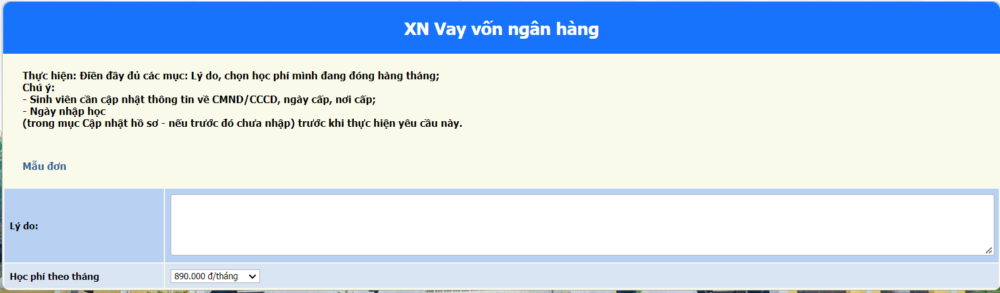 XN Vay vốn ngân hàng
Thực hiện: Điền đầy đủ các mục: Lý do, chọn học phí mình đang đóng hàng tháng;
Chú ý:
- Sinh viên cần cập nhật thông tin về CMND/CCCD, ngày cấp, nơi cấp;
- Ngày nhập học
(trong mục Cập nhật hồ sơ - nếu trước đó chưa nhập) trước khi thực hiện yêu cầu này.
Mẫu đơn
Lý do:
Học phí theo tháng
890.000 đ/tháng